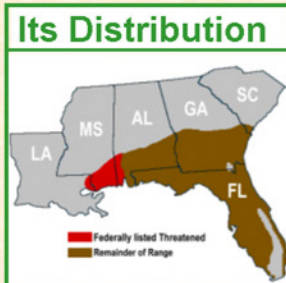 Its Distribution
SC
GA
AL
MS
LA
FL
Federally listed Threatened
Remainder of Range